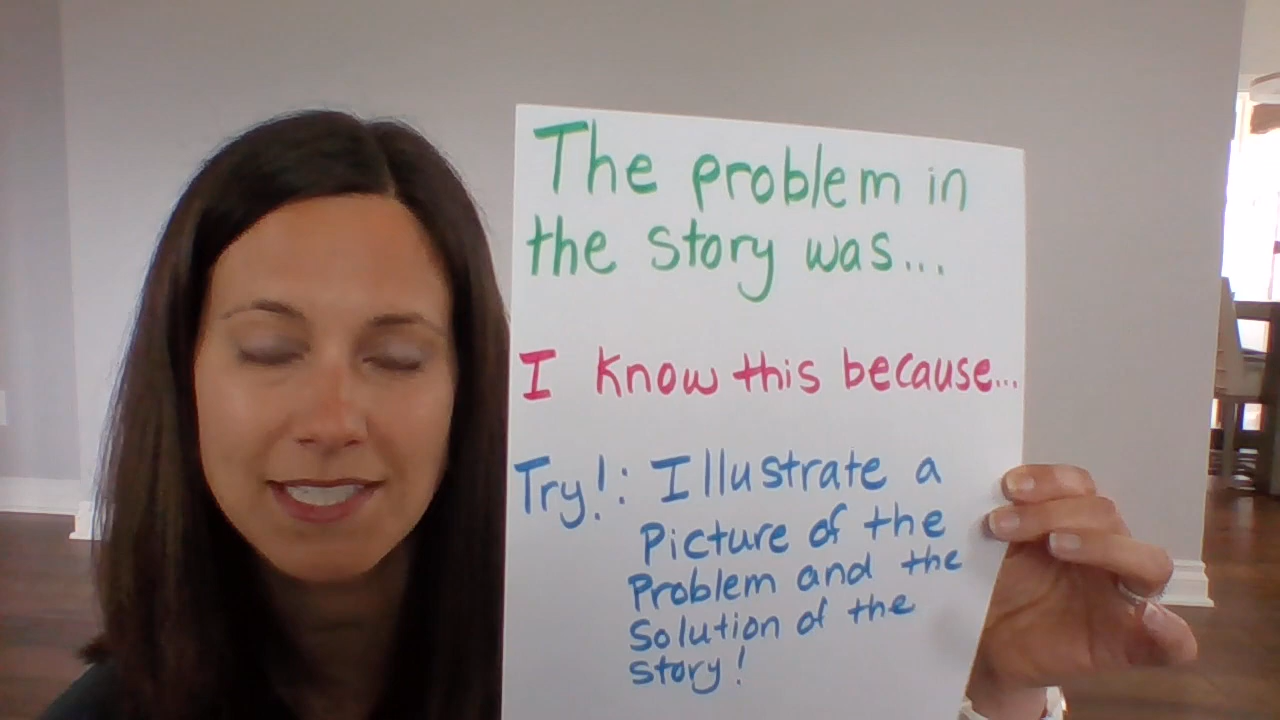 The problem in
the story was...
I know this because...
Try!: Illustrate a
Picture of the
Problem and the
Solution of the
story!